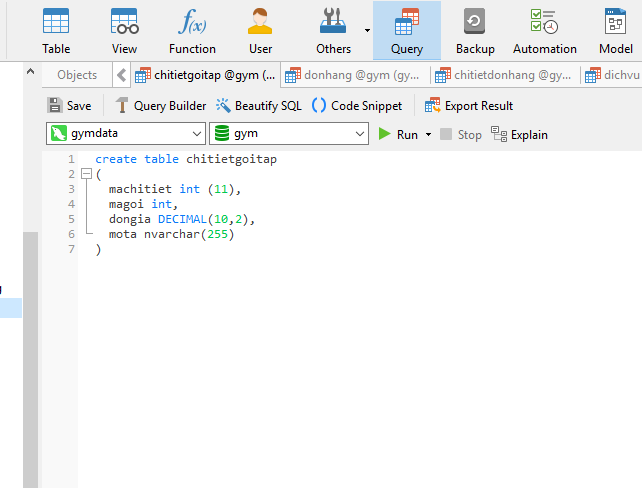 Table View Function User Others Query Backup Automation Model
Objects chitietgoitap @gym (... donhang @gym (gy... chitietdonhang @gy... dichvu
Save Query Builder Beautify SQL Code Snippet Export Result
gymdata gym Run Stop Explain
1 create table chitietgoitap
2 (
3 machitiet int (11),
4 magoi int,
5 dongia DECIMAL(10,2),
6 mota nvarchar(255)
7 )